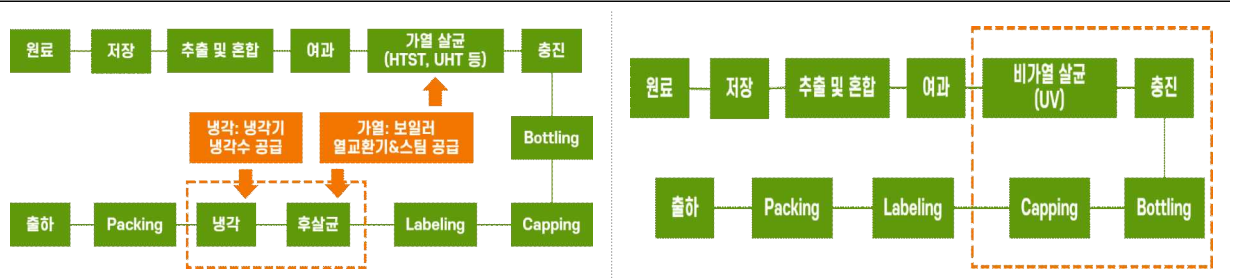 원료
저장
추출 및 혼합
여과
가열 살균
(HTST, UHT 등)
충진
냉각: 냉각기
냉각수 공급
가열: 보일러
열교환기&스팀 공급
Bottling
출하
Packing
냉각
후살균
Labeling
Capping
원료
저장
추출 및 혼합
여과
비가열 살균
(UV)
충진
출하
Packing
Labeling
Capping
Bottling